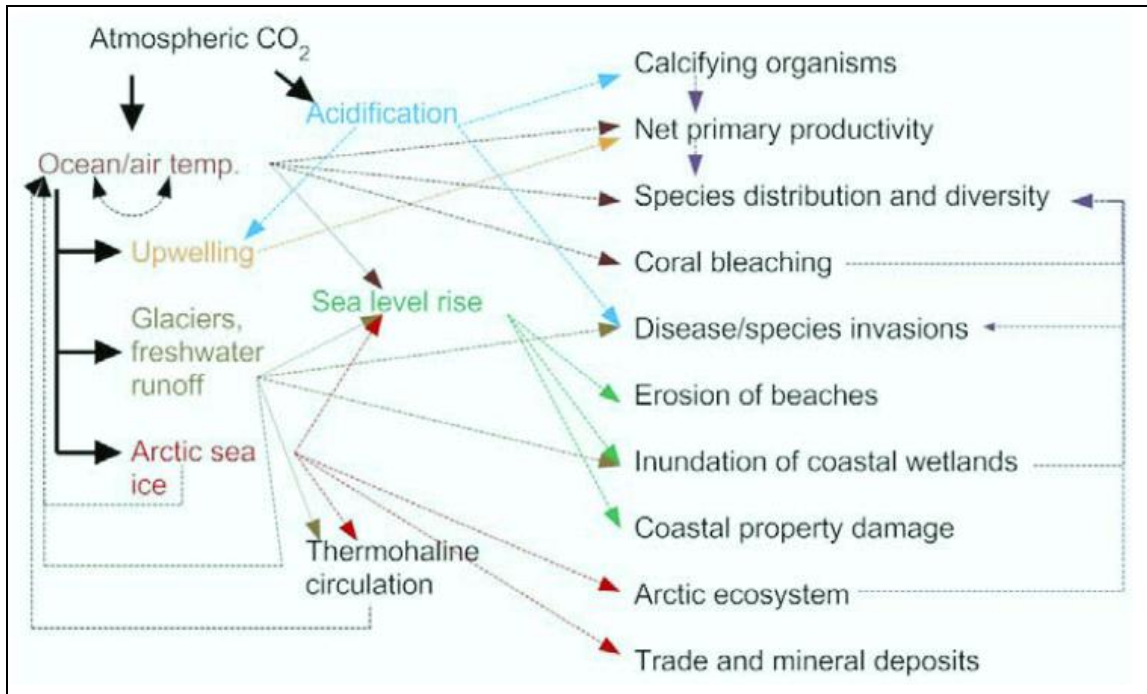 Atmospheric CO2
Acidification
Ocean/air temp.
Upwelling
Glaciers,
freshwater
runoff
Arctic sea
ice
Sea level rise
Thermohaline
circulation
Calcifying organisms
Net primary productivity
Species distribution and diversity
Coral bleaching
Disease/species invasions
Erosion of beaches
Inundation of coastal wetlands
Coastal property damage
Arctic ecosystem
Trade and mineral deposits